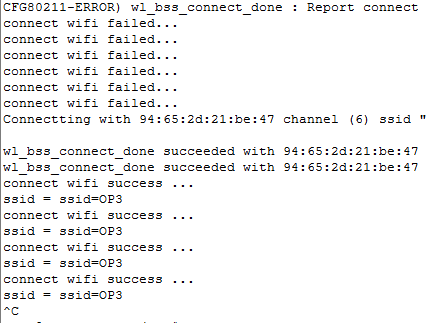 CFG80211-ERROR) wl_bss_connect_done : Report connect
connect wifi failed...
connect wifi failed...
connect wifi failed...
connect wifi failed...
connect wifi failed...
connect wifi failed...
Connectting with 94:65:2d:21:be:47 channel (6) ssid "
wl_bss_connect_done succeeded with 94:65:2d:21:be:47
wl_bss_connect_done succeeded with 94:65:2d:21:be:47
connect wifi success ...
ssid = ssid=OP3
connect wifi success ...
ssid = ssid=OP3
connect wifi success ...
ssid = ssid=OP3
connect wifi success ...
ssid = ssid=OP3
^C